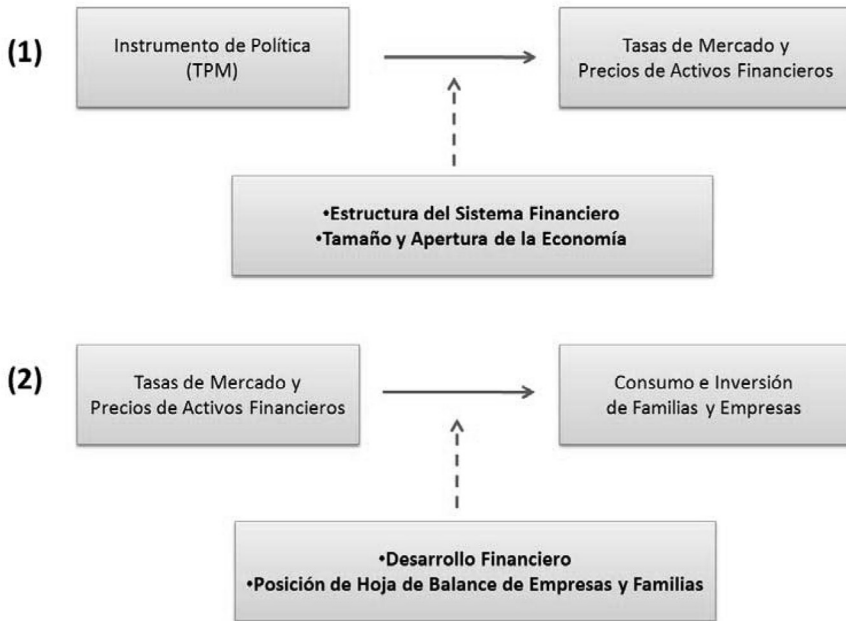 (1)
Instrumento de Política
(TPM)
Tasas de Mercado y
Precios de Activos Financieros
•Estructura del Sistema Financiero
•Tamaño y Apertura de la Economía
(2)
Tasas de Mercado y
Precios de Activos Financieros
Consumo e Inversión
de Familias y Empresas
•Desarrollo Financiero
•Posición de Hoja de Balance de Empresas y Familias